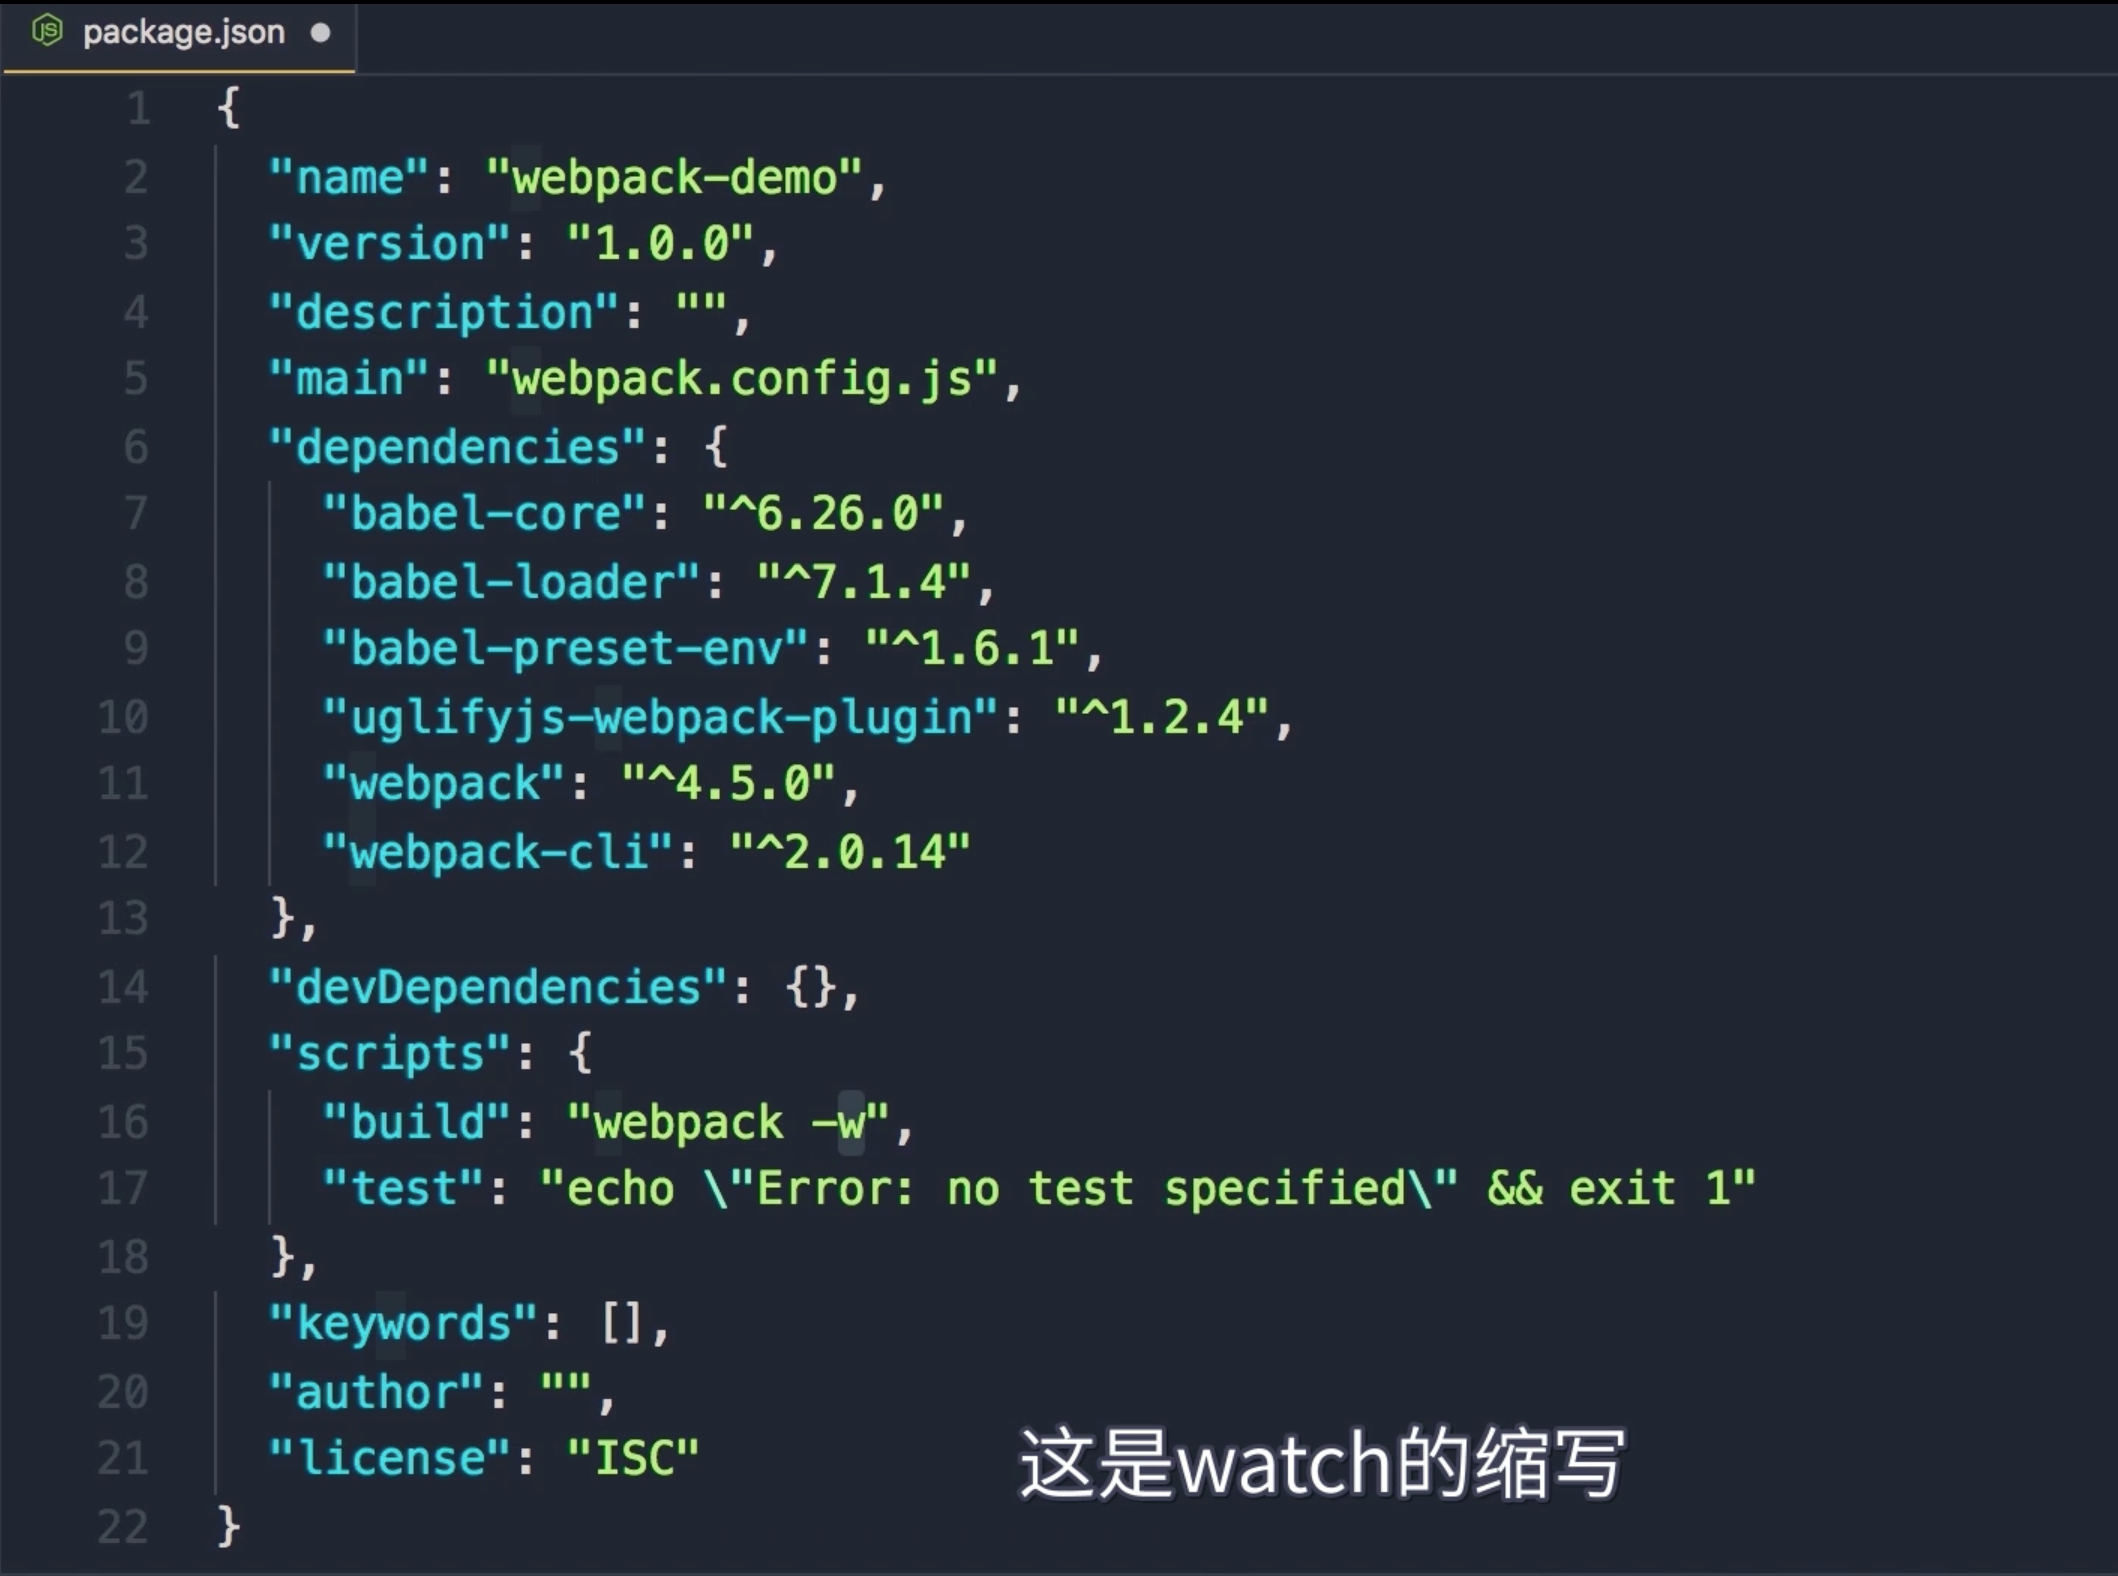 package.json
1 {
2 "name": "webpack-demo",
3 "version": "1.0.0",
4 "description": "",
5 "main": "webpack.config.js",
6 "dependencies": {
7 "babel-core": "^6.26.0",
8 "babel-loader": "^7.1.4",
9 "babel-preset-env": "^1.6.1",
10 "uglifyjs-webpack-plugin": "^1.2.4",
11 "webpack": "^4.5.0",
12 "webpack-cli": "^2.0.14"
13 },
14 "devDependencies": {},
15 "scripts": {
16 "build": "webpack -w",
17 "test": "echo \"Error: no test specified\" && exit 1"
18 },
19 "keywords": [],
20 "author": "",
21 "license": "ISC"
22 }
这是watch的缩写